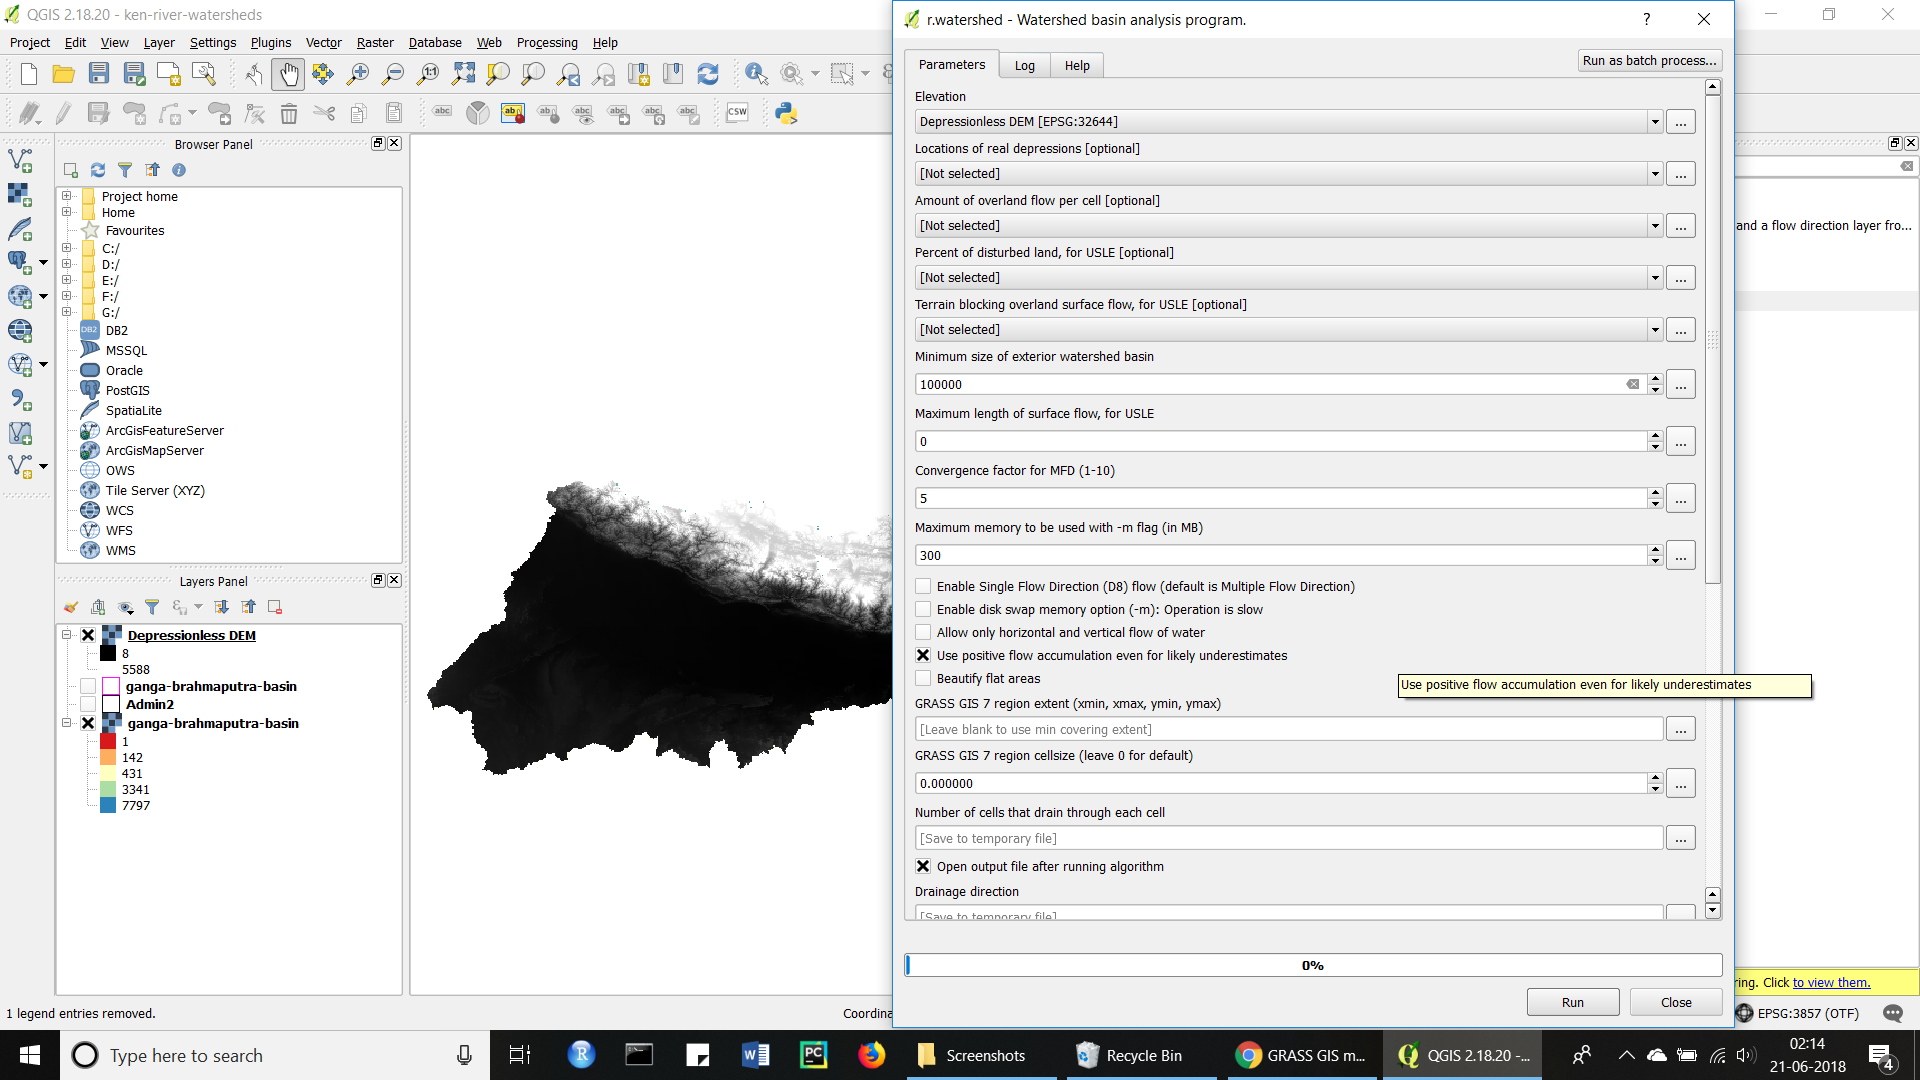 QGIS 2.18.20 - ken-river-watersheds
Project Edit View Layer Settings Plugins Vector Raster Database Web Processing Help
Browser Panel
Project home
Home
Favourites
C:/
D:/
E:/
F:/
G:/
DB2
MSSQL
Oracle
PostGIS
SpatiaLite
ArcGisFeatureServer
ArcGisMapServer
OWS
Tile Server (XYZ)
WCS
WFS
WMS
Layers Panel
Depressionless DEM
8
5588
ganga-brahmaputra-basin
Admin2
ganga-brahmaputra-basin
1
142
431
3341
7797
1 legend entries removed.
Coordina
r.watershed - Watershed basin analysis program.
Parameters Log Help
Run as batch process...
Elevation
Depressionless DEM [EPSG:32644]
Locations of real depressions [optional]
[Not selected]
Amount of overland flow per cell [optional]
[Not selected]
Percent of disturbed land, for USLE [optional]
[Not selected]
Terrain blocking overland surface flow, for USLE [optional]
[Not selected]
Minimum size of exterior watershed basin
100000
Maximum length of surface flow, for USLE
0
Convergence factor for MFD (1-10)
5
Maximum memory to be used with -m flag (in MB)
300
Enable Single Flow Direction (D8) flow (default is Multiple Flow Direction)
Enable disk swap memory option (-m): Operation is slow
Allow only horizontal and vertical flow of water
Use positive flow accumulation even for likely underestimates
Beautify flat areas
Use positive flow accumulation even for likely underestimates
GRASS GIS 7 region extent (xmin, xmax, ymin, ymax)
[Leave blank to use min covering extent]
GRASS GIS 7 region cellsize (leave 0 for default)
0.000000
Number of cells that drain through each cell
[Save to temporary file]
Open output file after running algorithm
Drainage direction
[Save to temporary file]
0%
Run Close
and a flow direction layer fro...
ring. Click to view them.
EPSG:3857 (OTF)
Type here to search
Screenshots
Recycle Bin
GRASS GIS m...
QGIS 2.18.20 -...
02:14
21-06-2018
4